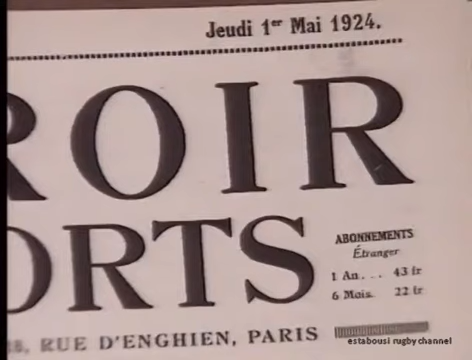 Jeudi 1er Mai 1924.
ROIR
ORTS
ABONNEMENTS
Étranger
1 An... 43 fr
6 Mois. 22 fr
18, RUE D'ENGHIEN, PARIS
estabousi rugby channel